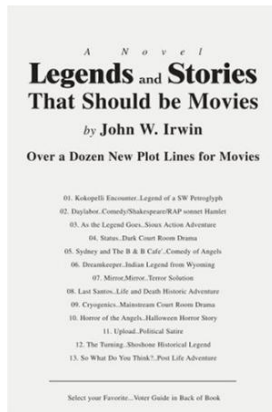 A Novel
Legends and Stories
That Should be Movies
by John W. Irwin
Over a Dozen New Plot Lines for Movies
01. Kokopelli Encounter..Legend of a SW Petroglyph
02. Daylabor..Comedy/Shakespeare/RAP sonnet Hamlet
03. As the Legend Goes..Sioux Action Adventure
04. Status..Dark Court Room Drama
05. Sydney and The B & B Cafe'..Comedy of Angels
06. Dreamkeeper..Indian Legend from Wyoming
07. Mirror,Mirror..Terror Solution
08. Last Santos..Life and Death Historic Adventure
09. Cryogenics..Mainstream Court Room Drama
10. Horror of the Angels..Halloween Horror Story
11. Upload..Political Satire
12. The Turning..Shoshone Historical Legend
13. So What Do You Think?..Post Life Adventure
Select your Favorite...Voter Guide in Back of Book